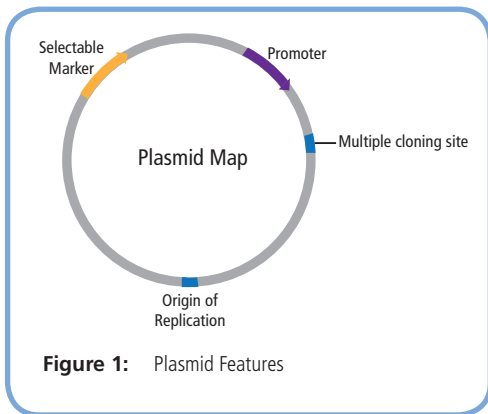 Selectable
Marker
Promoter
Multiple cloning site
Plasmid Map
Origin of
Replication
Figure 1: Plasmid Features